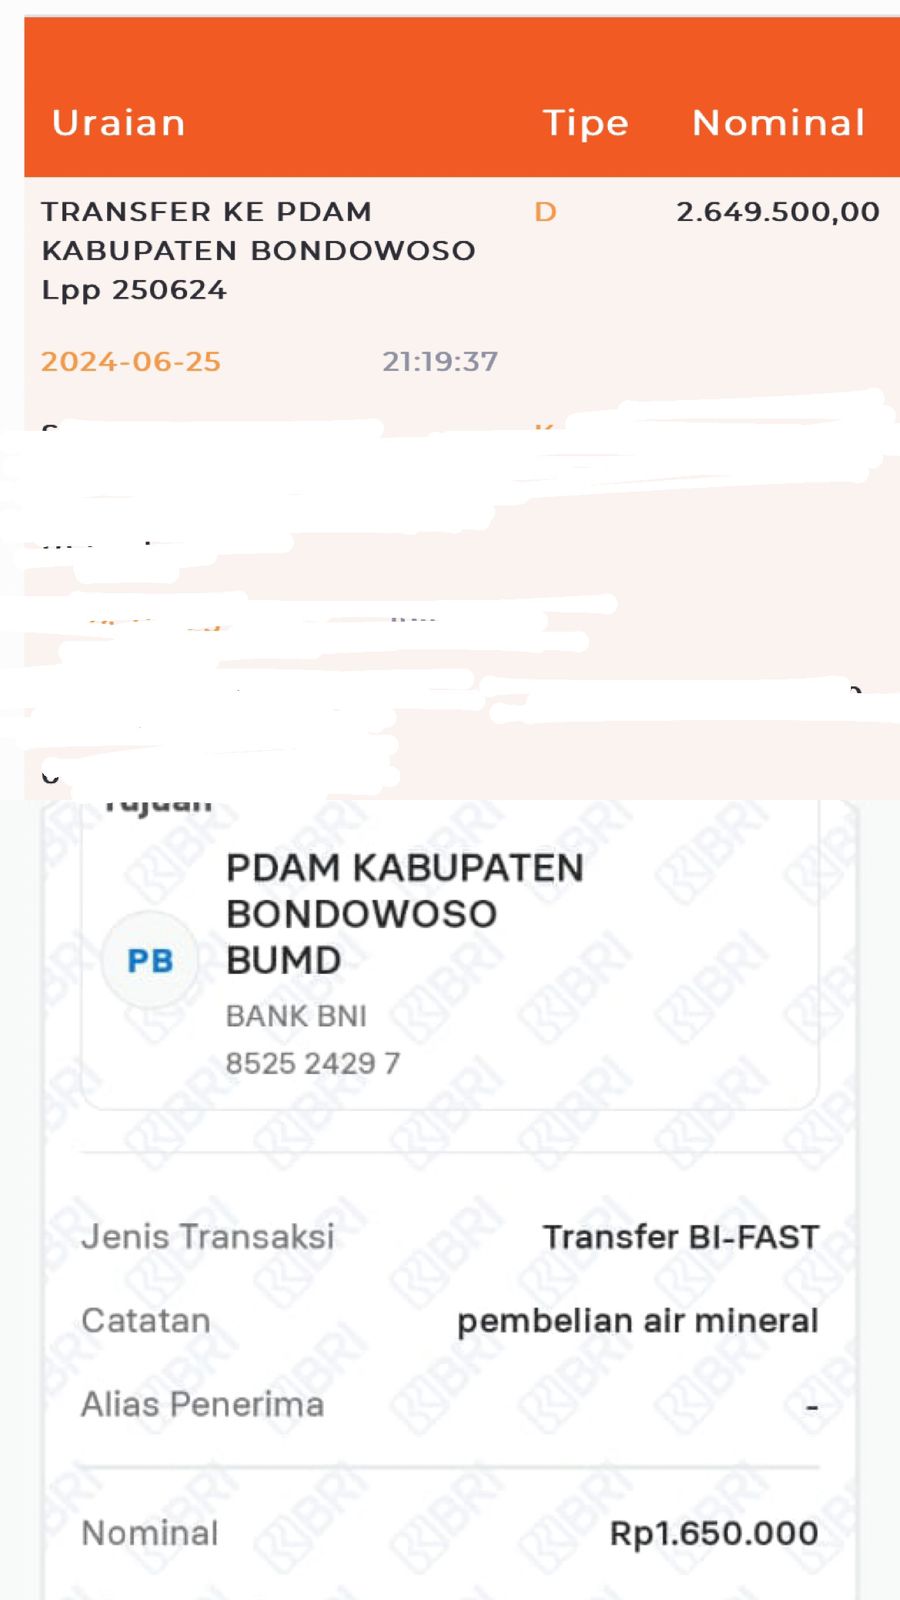 Uraian Tipe Nominal
TRANSFER KE PDAM D 2.649.500,00
KABUPATEN BONDOWOSO
Lpp 250624
2024-06-25 21:19:37
Tujuan
PDAM KABUPATEN
BONDOWOSO
BUMD
PB
BANK BNI
8525 2429 7
Jenis Transaksi Transfer BI-FAST
Catatan pembelian air mineral
Alias Penerima -
Nominal Rp1.650.000
BRI